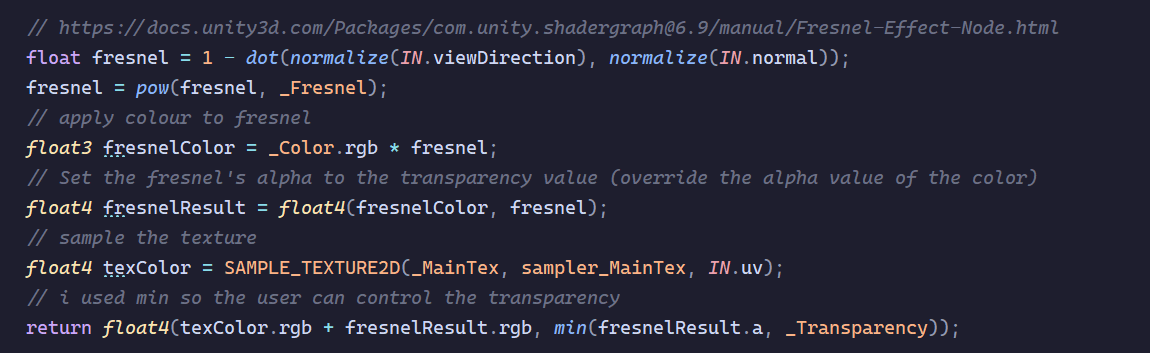 // https://docs.unity3d.com/Packages/com.unity.shadergraph@6.9/manual/Fresnel-Effect-Node.html
float fresnel = 1 - dot(normalize(IN.viewDirection), normalize(IN.normal));
fresnel = pow(fresnel, _Fresnel);
// apply colour to fresnel
float3 fresnelColor = _Color.rgb * fresnel;
// Set the fresnel's alpha to the transparency value (override the alpha value of the color)
float4 fresnelResult = float4(fresnelColor, fresnel);
// sample the texture
float4 texColor = SAMPLE_TEXTURE2D(_MainTex, sampler_MainTex, IN.uv);
// i used min so the user can control the transparency
return float4(texColor.rgb + fresnelResult.rgb, min(fresnelResult.a, _Transparency));